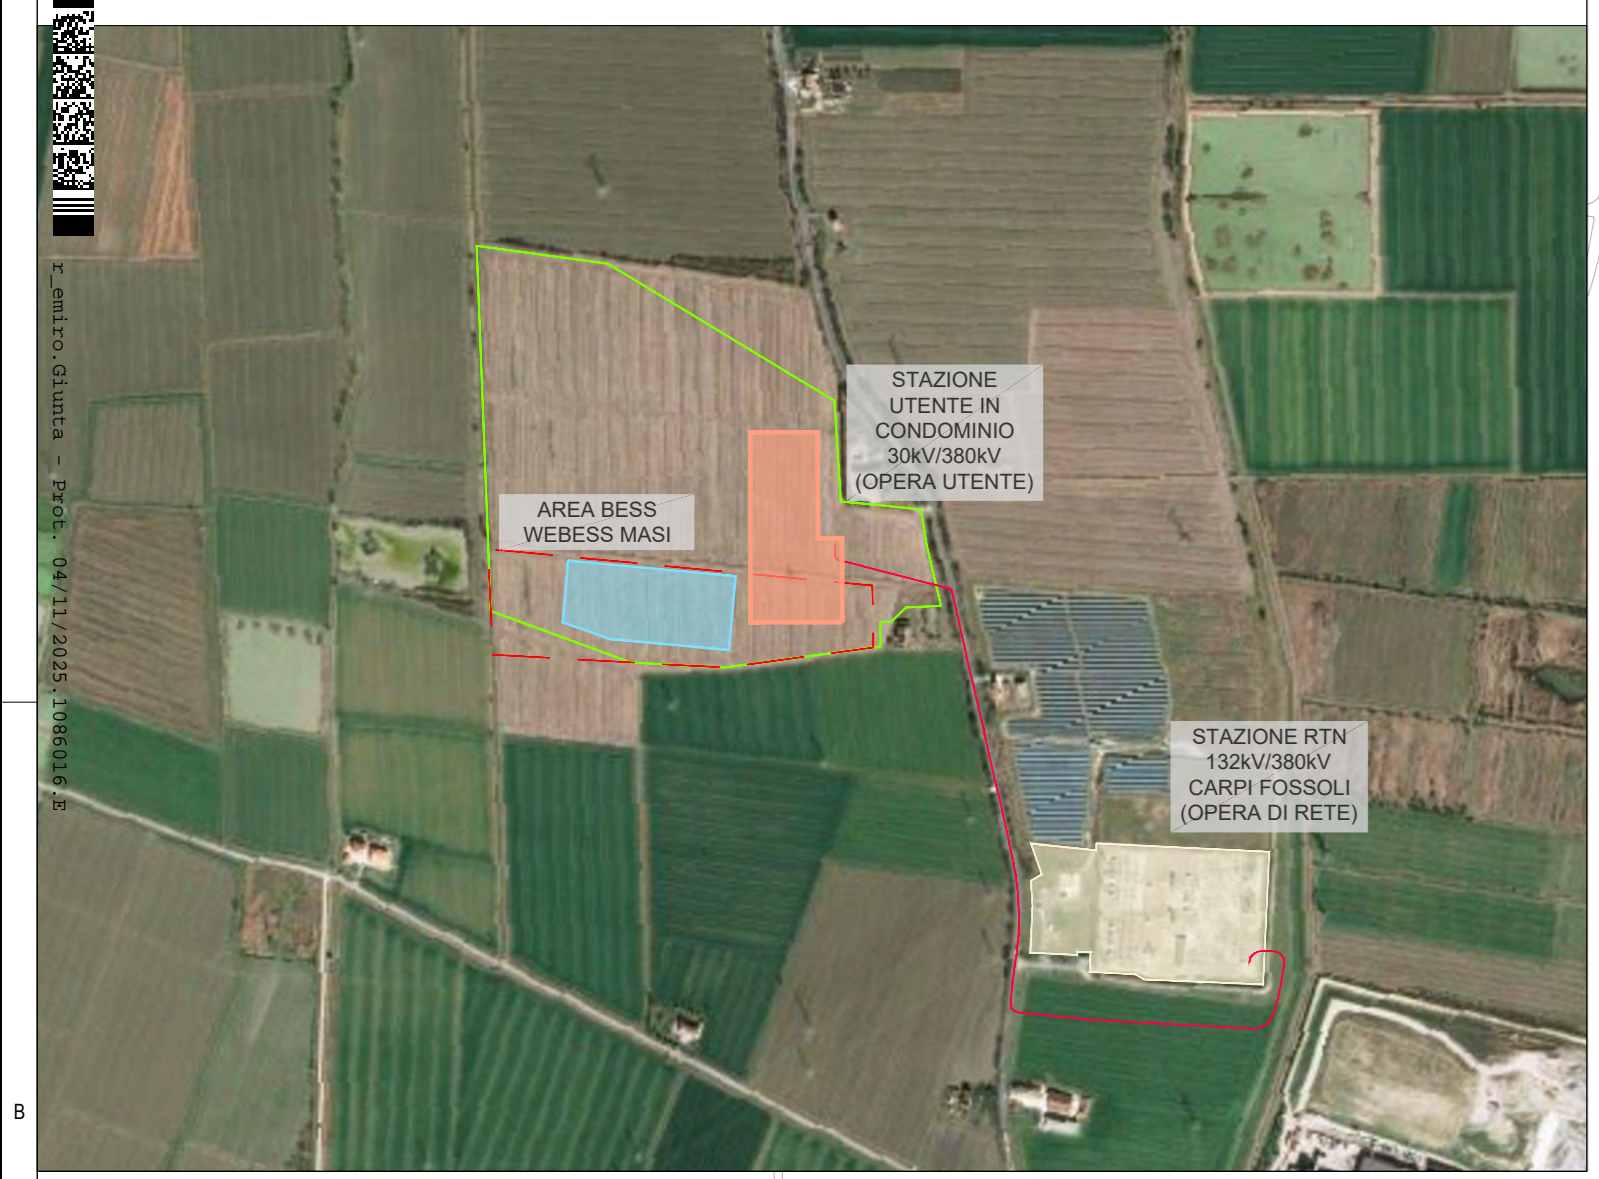 r_emiro.Giunta - Prot. 04/11/2025.1086016.E
STAZIONE
UTENTE IN
CONDOMINIO
30kV/380kV
(OPERA UTENTE)
AREA BESS
WEBESS MASI
STAZIONE RTN
132kV/380kV
CARPI FOSSOLI
(OPERA DI RETE)
B